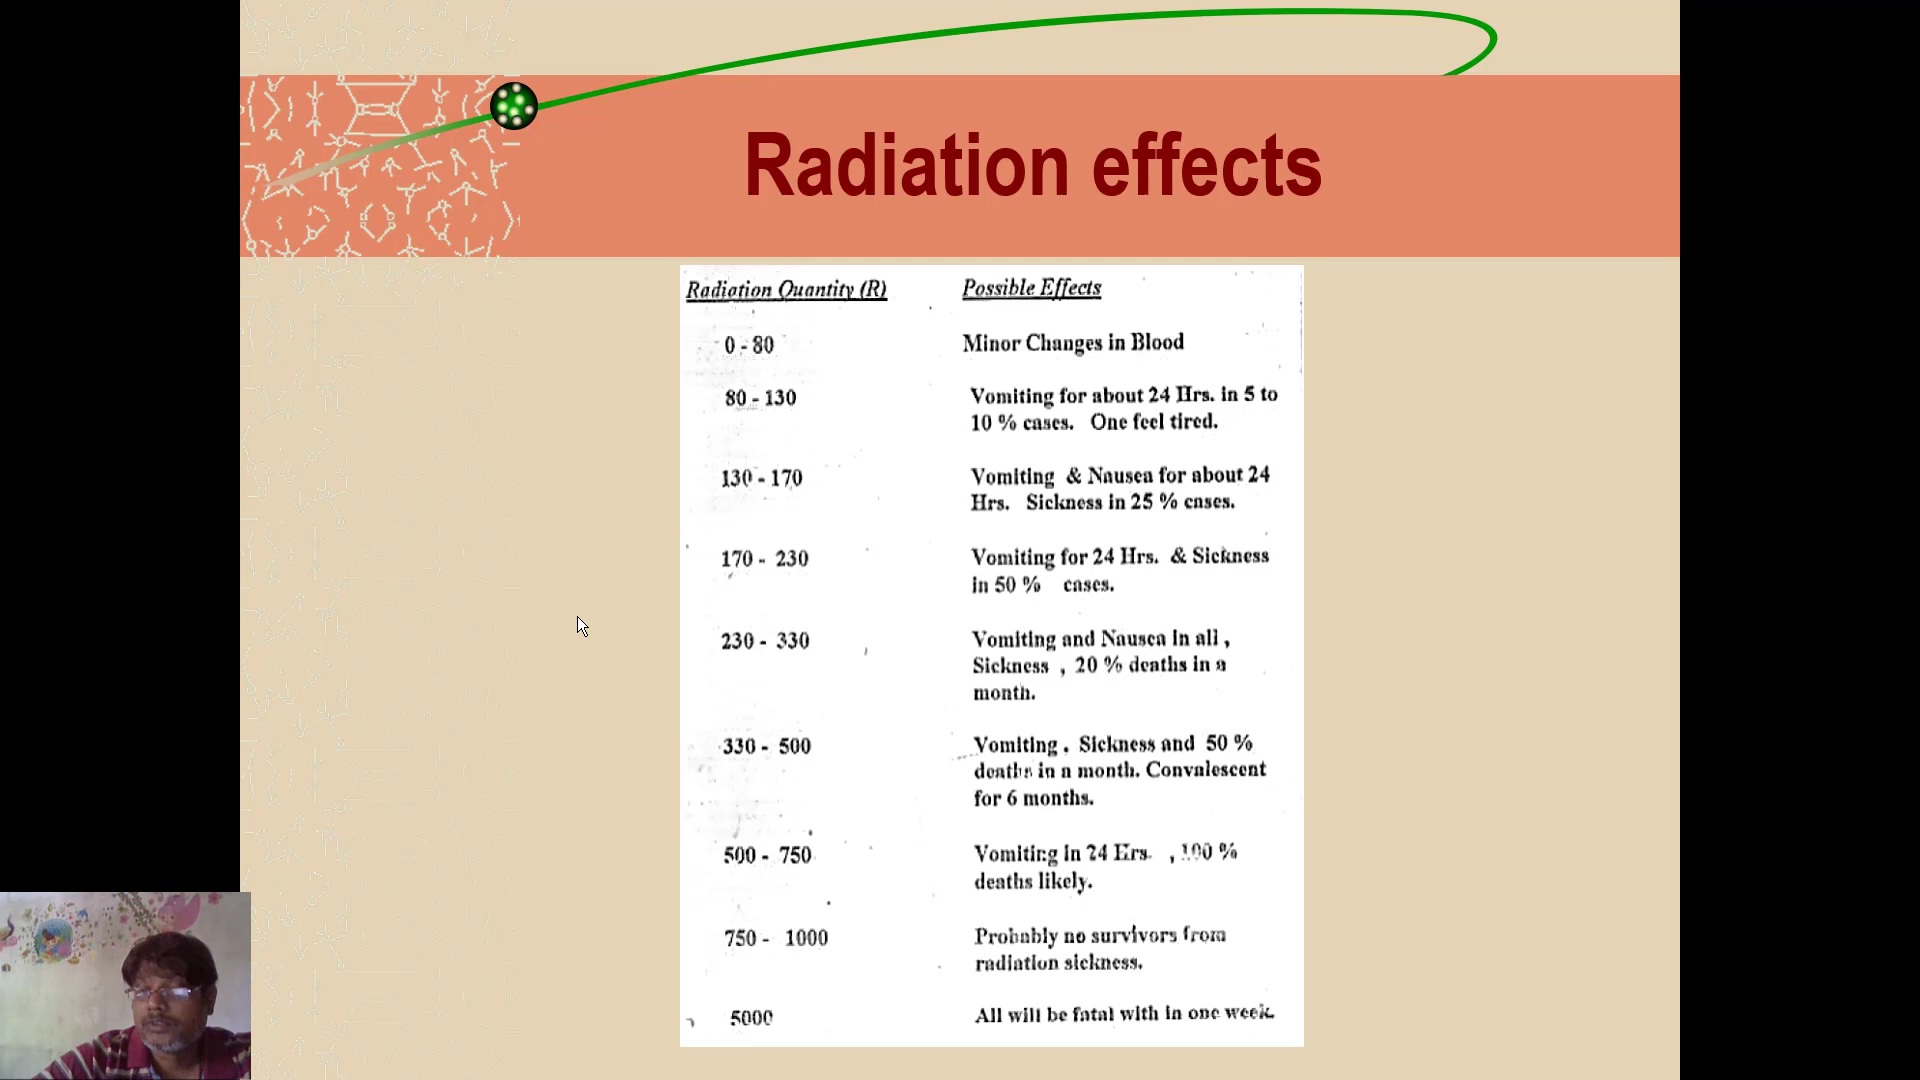 Radiation effects
Radiation Quantity (R) Possible Effects
0 - 80 Minor Changes in Blood
80 - 130 Vomiting for about 24 Hrs. in 5 to
10 % cases. One feel tired.
130 - 170 Vomiting & Nausea for about 24
Hrs. Sickness in 25 % cases.
170 - 230 Vomiting for 24 Hrs. & Sickness
in 50 % cases.
230 - 330 Vomiting and Nausea in all ,
Sickness , 20 % deaths in a
month.
330 - 500 Vomiting . Sickness and 50 %
deaths in a month. Convalescent
for 6 months.
500 - 750 Vomiting in 24 Hrs. , 100 %
deaths likely.
750 - 1000 Probably no survivors from
radiation sickness.
5000 All will be fatal with in one week.